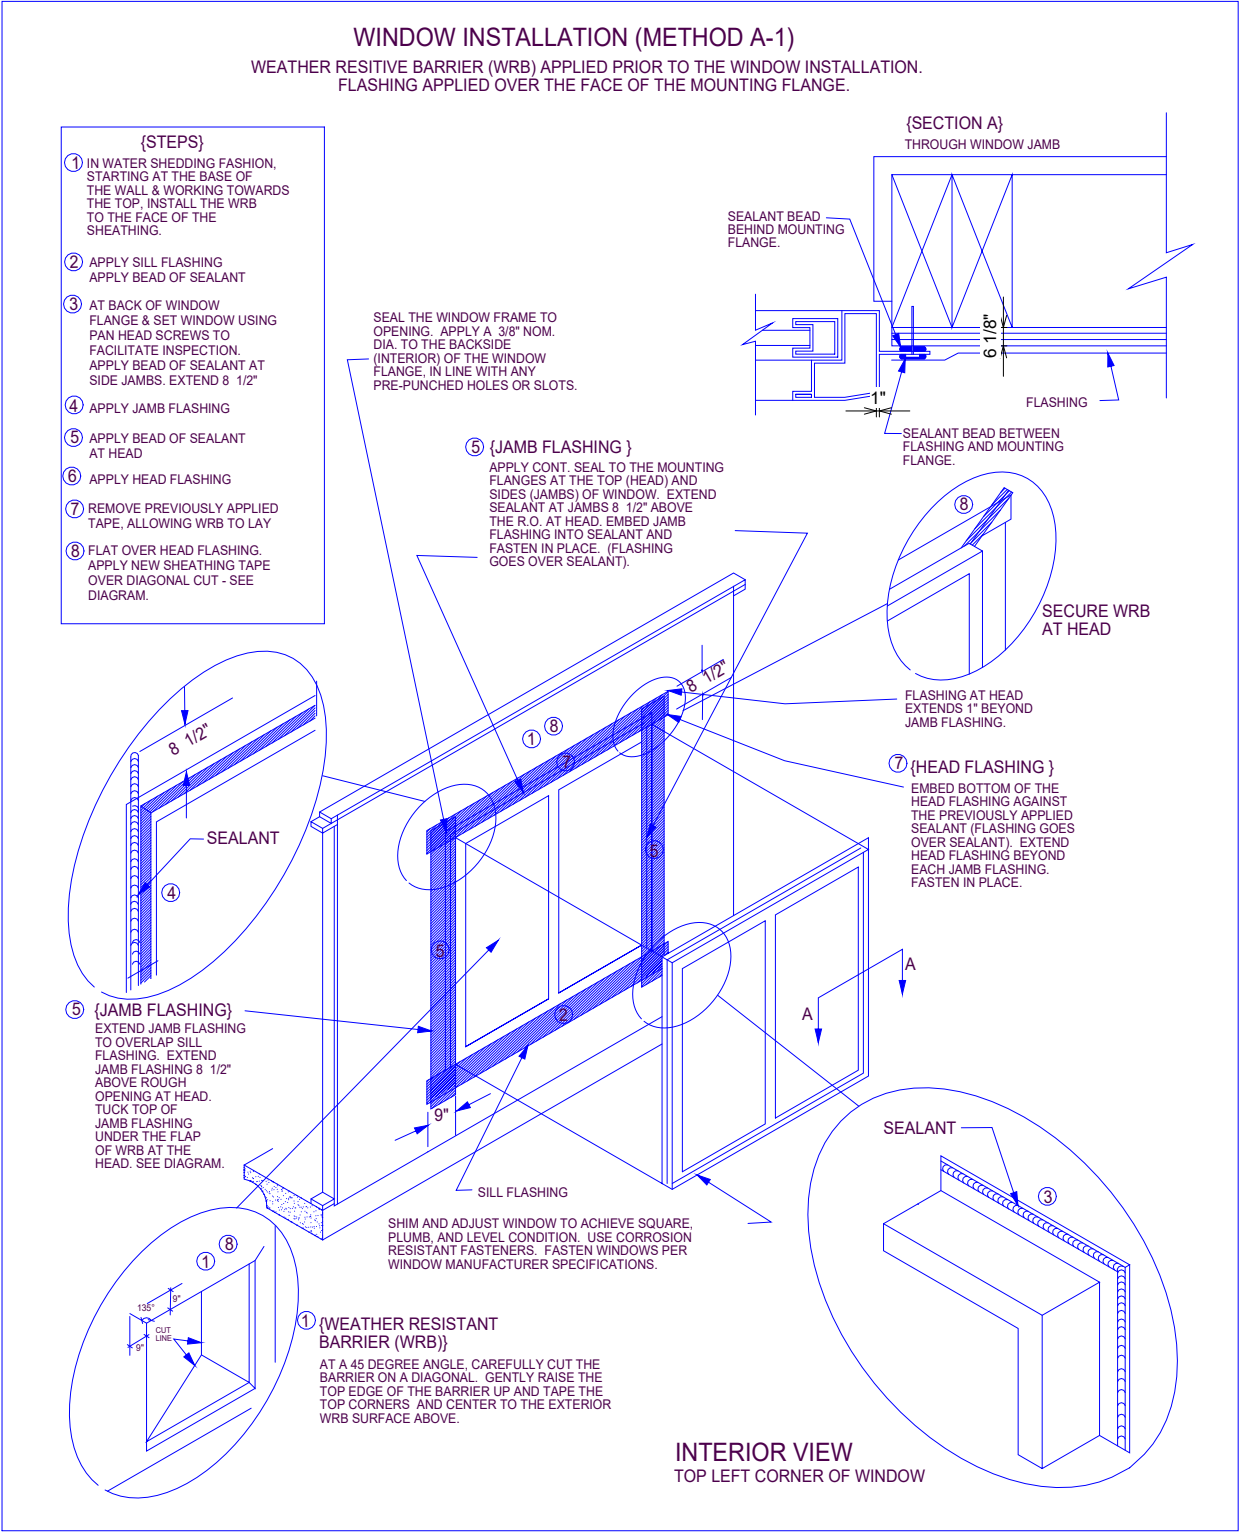 WINDOW INSTALLATION (METHOD A-1)
WEATHER RESITIVE BARRIER (WRB) APPLIED PRIOR TO THE WINDOW INSTALLATION.
FLASHING APPLIED OVER THE FACE OF THE MOUNTING FLANGE.
{STEPS}
1 IN WATER SHEDDING FASHION,
STARTING AT THE BASE OF
THE WALL & WORKING TOWARDS
THE TOP, INSTALL THE WRB
TO THE FACE OF THE
SHEATHING.
2 APPLY SILL FLASHING
APPLY BEAD OF SEALANT
3 AT BACK OF WINDOW
FLANGE & SET WINDOW USING
PAN HEAD SCREWS TO
FACILITATE INSPECTION.
APPLY BEAD OF SEALANT AT
SIDE JAMBS. EXTEND 8 1/2"
4 APPLY JAMB FLASHING
5 APPLY BEAD OF SEALANT
AT HEAD
6 APPLY HEAD FLASHING
7 REMOVE PREVIOUSLY APPLIED
TAPE, ALLOWING WRB TO LAY
8 FLAT OVER HEAD FLASHING.
APPLY NEW SHEATHING TAPE
OVER DIAGONAL CUT - SEE
DIAGRAM.
{SECTION A}
THROUGH WINDOW JAMB
SEALANT BEAD
BEHIND MOUNTING
FLANGE.
6 1/8"
1"
FLASHING
SEALANT BEAD BETWEEN
FLASHING AND MOUNTING
FLANGE.
SEAL THE WINDOW FRAME TO
OPENING. APPLY A 3/8" NOM.
DIA. TO THE BACKSIDE
(INTERIOR) OF THE WINDOW
FLANGE, IN LINE WITH ANY
PRE-PUNCHED HOLES OR SLOTS.
5 {JAMB FLASHING }
APPLY CONT. SEAL TO THE MOUNTING
FLANGES AT THE TOP (HEAD) AND
SIDES (JAMBS) OF WINDOW. EXTEND
SEALANT AT JAMBS 8 1/2" ABOVE
THE R.O. AT HEAD. EMBED JAMB
FLASHING INTO SEALANT AND
FASTEN IN PLACE. (FLASHING
GOES OVER SEALANT).
8
SECURE WRB
AT HEAD
8 1/2"
FLASHING AT HEAD
EXTENDS 1" BEYOND
JAMB FLASHING.
7 {HEAD FLASHING }
EMBED BOTTOM OF THE
HEAD FLASHING AGAINST
THE PREVIOUSLY APPLIED
SEALANT (FLASHING GOES
OVER SEALANT). EXTEND
HEAD FLASHING BEYOND
EACH JAMB FLASHING.
FASTEN IN PLACE.
8 1/2"
SEALANT
4
1 8
7
5
2
A
A
5 {JAMB FLASHING}
EXTEND JAMB FLASHING
TO OVERLAP SILL
FLASHING. EXTEND
JAMB FLASHING 8 1/2"
ABOVE ROUGH
OPENING AT HEAD.
TUCK TOP OF
JAMB FLASHING
UNDER THE FLAP
OF WRB AT THE
HEAD. SEE DIAGRAM.
9"
SILL FLASHING
SHIM AND ADJUST WINDOW TO ACHIEVE SQUARE,
PLUMB, AND LEVEL CONDITION. USE CORROSION
RESISTANT FASTENERS. FASTEN WINDOWS PER
WINDOW MANUFACTURER SPECIFICATIONS.
1 8
9"
135°
CUT
LINE
9"
1 {WEATHER RESISTANT
BARRIER (WRB)}
AT A 45 DEGREE ANGLE, CAREFULLY CUT THE
BARRIER ON A DIAGONAL. GENTLY RAISE THE
TOP EDGE OF THE BARRIER UP AND TAPE THE
TOP CORNERS AND CENTER TO THE EXTERIOR
WRB SURFACE ABOVE.
SEALANT
3
INTERIOR VIEW
TOP LEFT CORNER OF WINDOW